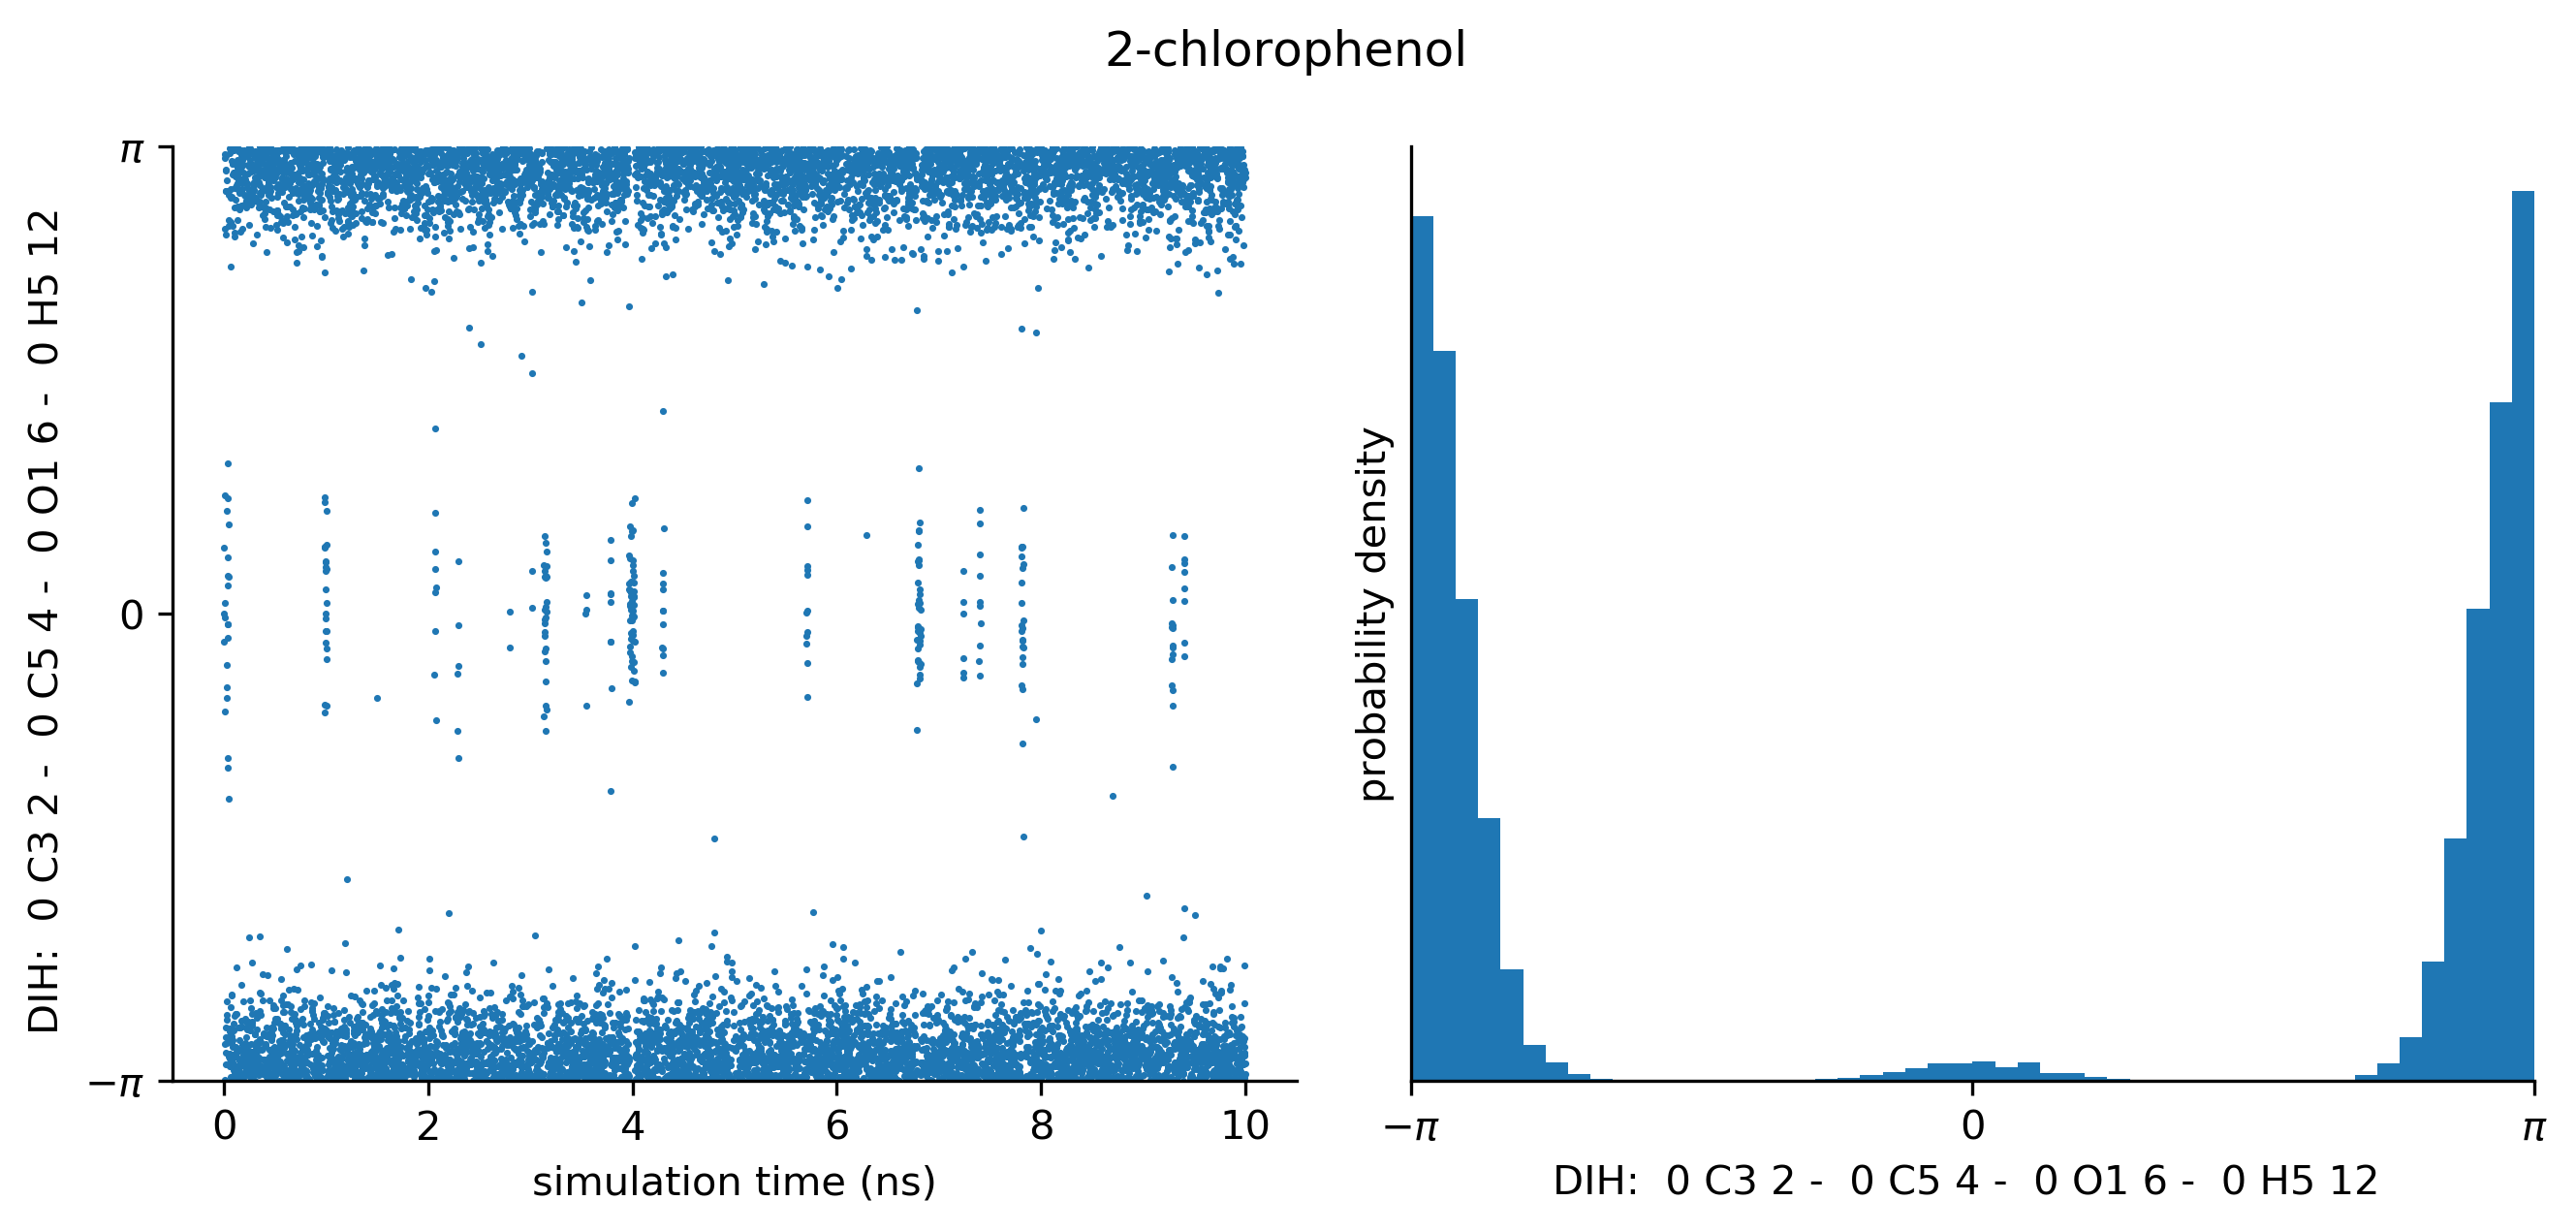 2-chlorophenol
DIH:  0 C3 2 -  0 C5 4 -  0 O1 6 -  0 H5 12
π
0
−π
0 2 4 6 8 10
simulation time (ns)
probability density
−π 0 π
DIH:  0 C3 2 -  0 C5 4 -  0 O1 6 -  0 H5 12